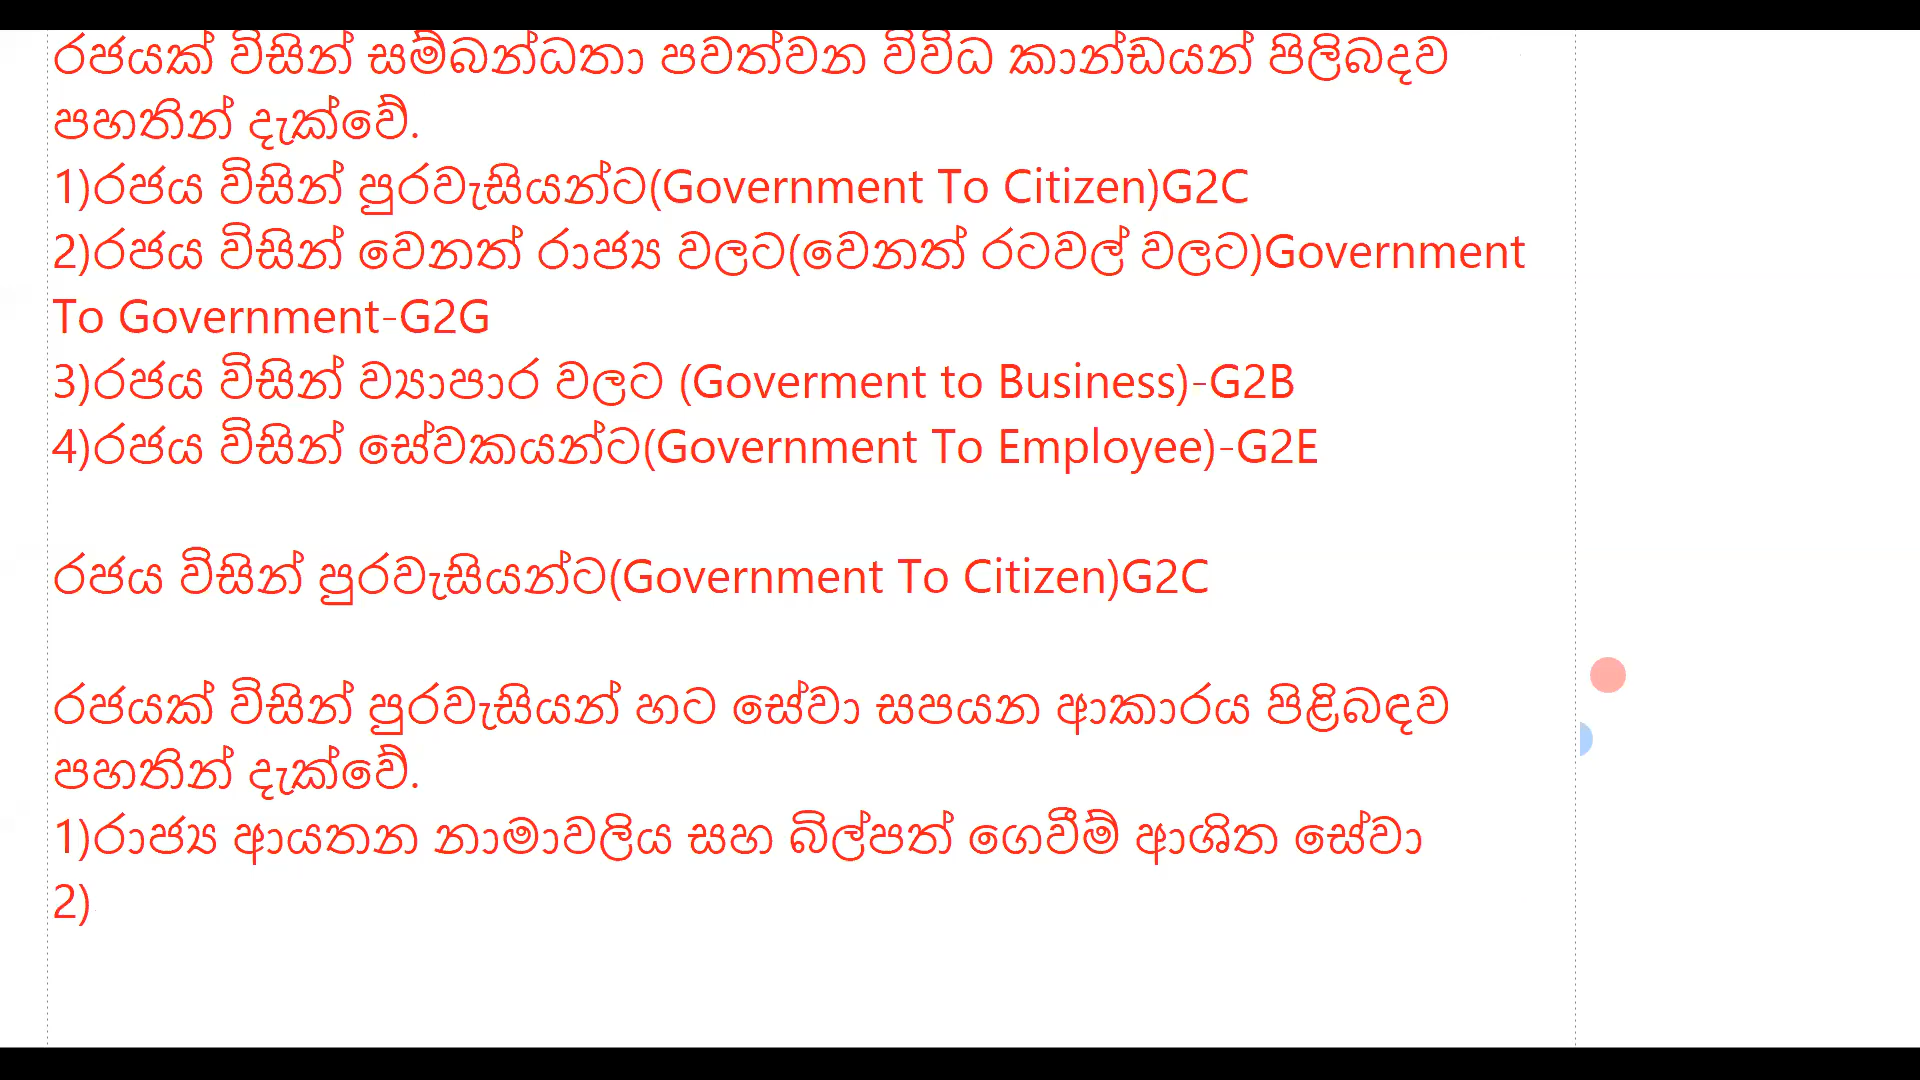 රජයක් විසින් සම්බන්ධතා පවත්වන විවිධ කාන්ඩයන් පිලිබදව
පහතින් දැක්වේ.
1)රජය විසින් පුරවැසියන්ට(Government To Citizen)G2C
2)රජය විසින් වෙනත් රාජ්‍ය වලට(වෙනත් රටවල් වලට)Government
To Government-G2G
3)රජය විසින් ව්‍යාපාර වලට (Goverment to Business)-G2B
4)රජය විසින් සේවකයන්ට(Government To Employee)-G2E
රජය විසින් පුරවැසියන්ට(Government To Citizen)G2C
රජයක් විසින් පුරවැසියන් හට සේවා සපයන ආකාරය පිළිබඳව
පහතින් දැක්වේ.
1)රාජ්‍ය ආයතන නාමාවලිය සහ බිල්පත් ගෙවීම් ආශිත සේවා
2)